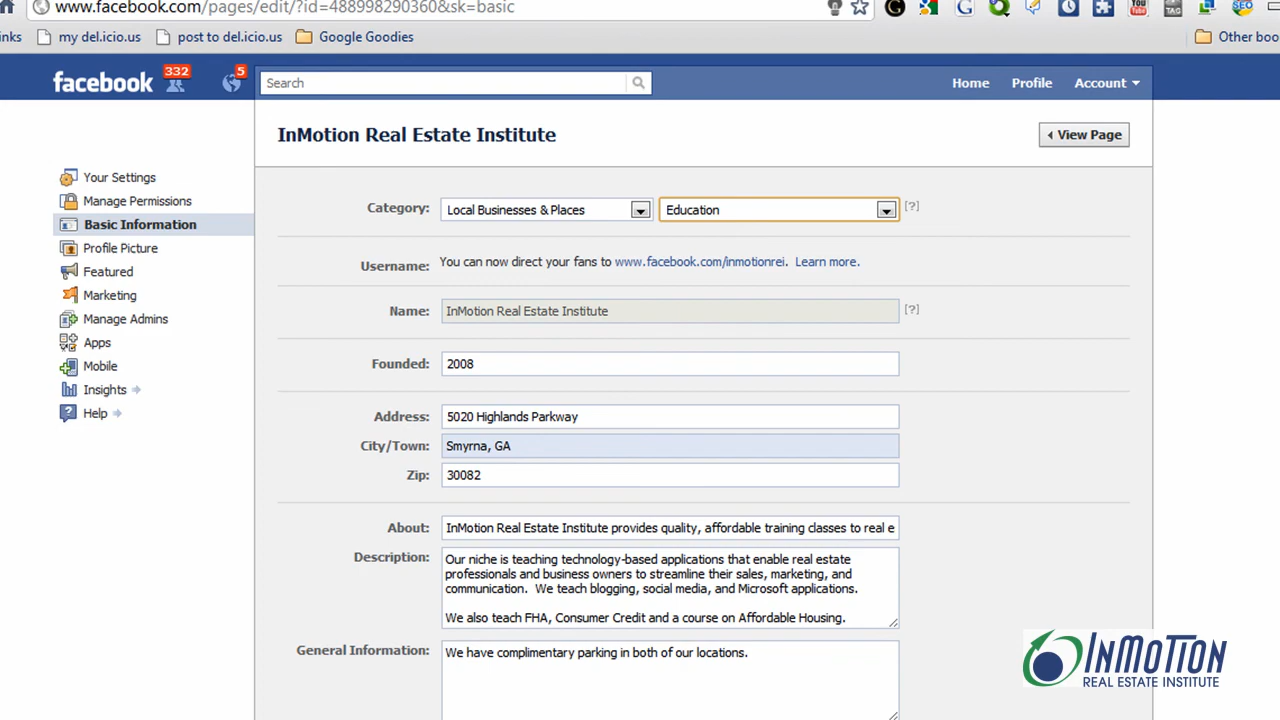 www.facebook.com/pages/edit/?id=488998290360&sk=basic
inks my del.icio.us post to del.icio.us Google Goodies Other boo
facebook 332 5 Search Home Profile Account
InMotion Real Estate Institute View Page
Your Settings
Manage Permissions
Basic Information
Profile Picture
Featured
Marketing
Manage Admins
Apps
Mobile
Insights
Help
Category: Local Businesses & Places Education [?]
Username: You can now direct your fans to www.facebook.com/inmotionrei. Learn more.
Name: InMotion Real Estate Institute [?]
Founded: 2008
Address: 5020 Highlands Parkway
City/Town: Smyrna, GA
Zip: 30082
About: InMotion Real Estate Institute provides quality, affordable training classes to real e
Description: Our niche is teaching technology-based applications that enable real estate
professionals and business owners to streamline their sales, marketing, and
communication. We teach blogging, social media, and Microsoft applications.
We also teach FHA, Consumer Credit and a course on Affordable Housing.
General Information: We have complimentary parking in both of our locations.
INMOTION
REAL ESTATE INSTITUTE